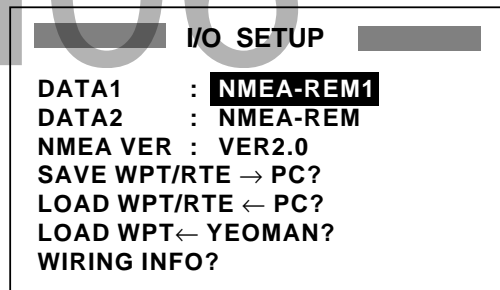 I/O SETUP
DATA1 : NMEA-REM1
DATA2 : NMEA-REM
NMEA VER : VER2.0
SAVE WPT/RTE → PC?
LOAD WPT/RTE ← PC?
LOAD WPT← YEOMAN?
WIRING INFO?